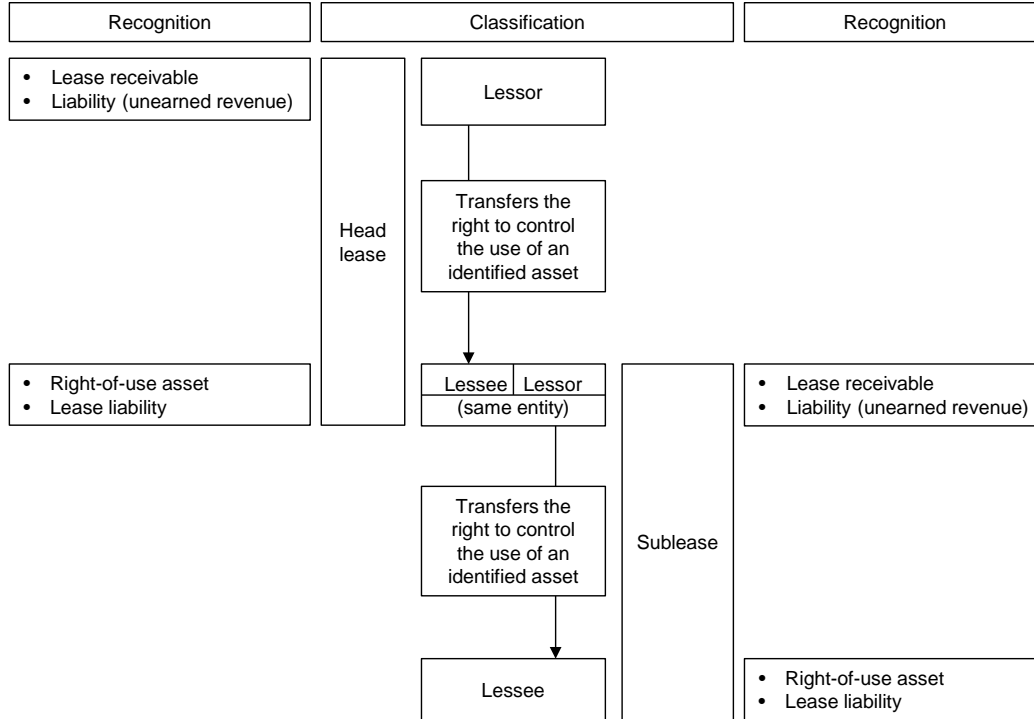 Recognition
Classification
Recognition
• Lease receivable
• Liability (unearned revenue)
Lessor
Transfers the
right to control
the use of an
identified asset
Head
lease
• Right-of-use asset
• Lease liability
Lessee
Lessor
(same entity)
• Lease receivable
• Liability (unearned revenue)
Transfers the
right to control
the use of an
identified asset
Sublease
Lessee
• Right-of-use asset
• Lease liability